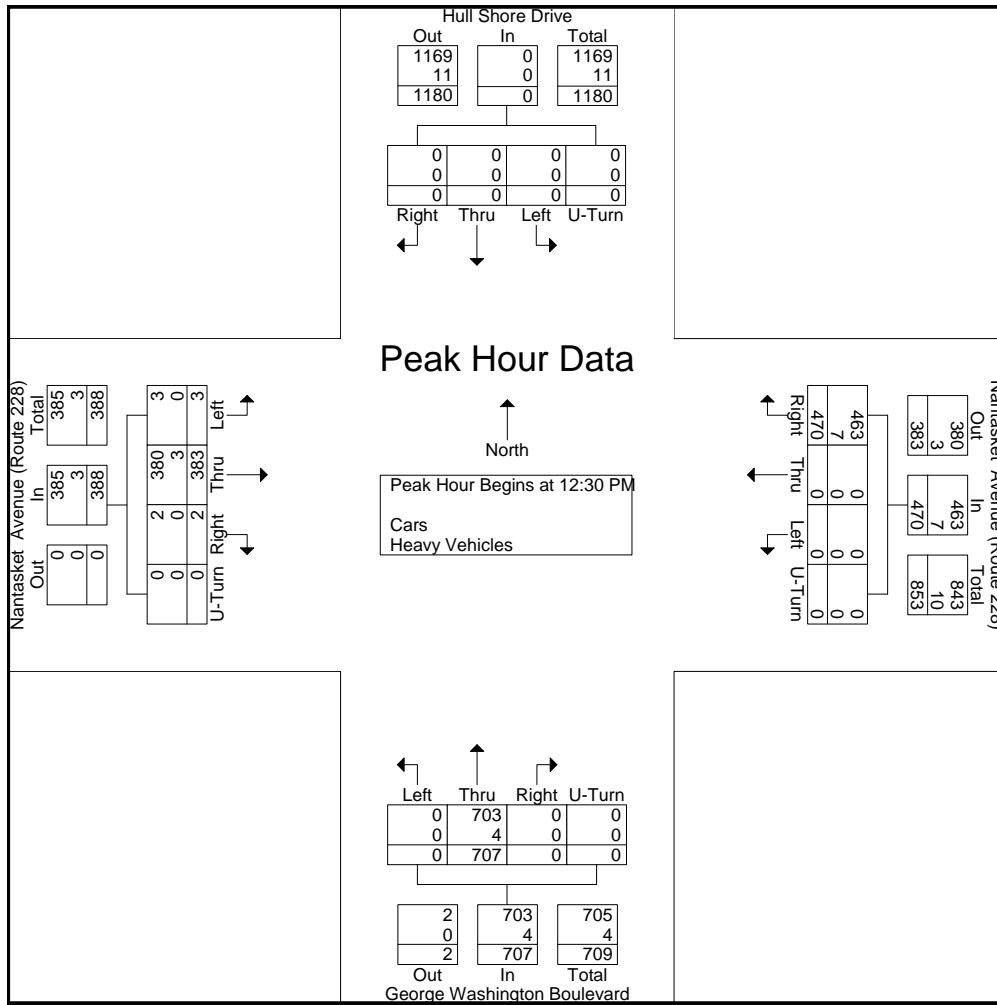 Hull Shore Drive
Out In Total
1169 0 1169
11 0 11
1180 0 1180
0 0 0 0
0 0 0 0
0 0 0 0
Right Thru Left U-Turn
Peak Hour Data
North
Peak Hour Begins at 12:30 PM
Cars
Heavy Vehicles
Nantasket Avenue (Route 228)
Out In Total
0 385 385
0 3 3
0 388 388
U-Turn Right Thru Left
0 2 380 3
0 0 3 0
0 2 383 3
Nantasket Avenue (Route 228)
Out In Total
380 463 843
3 7 10
383 470 853
463 0 0 0
7 0 0 0
470 0 0 0
Right Thru Left U-Turn
Left Thru Right U-Turn
0 703 0 0
0 4 0 0
0 707 0 0
2 703 705
0 4 4
2 707 709
Out In Total
George Washington Boulevard